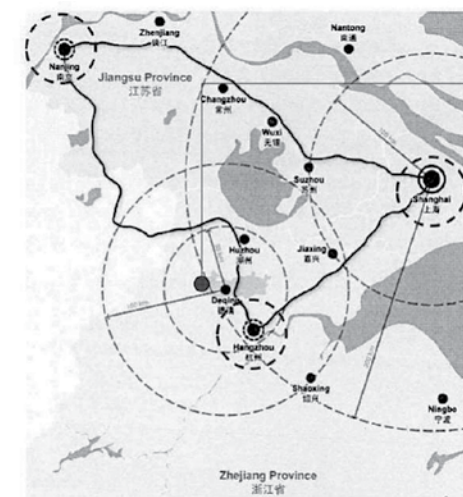 Zhenjiang
镇江
Nantong
南通
Nanjing
南京
Jiangsu Province
江苏省
Changzhou
常州
Wuxi
无锡
Suzhou
苏州
Shanghai
上海
Huzhou
湖州
Jiaxing
嘉兴
Deqing
德清
Hangzhou
杭州
Shaoxing
绍兴
Ningbo
宁波
Zhejiang Province
浙江省